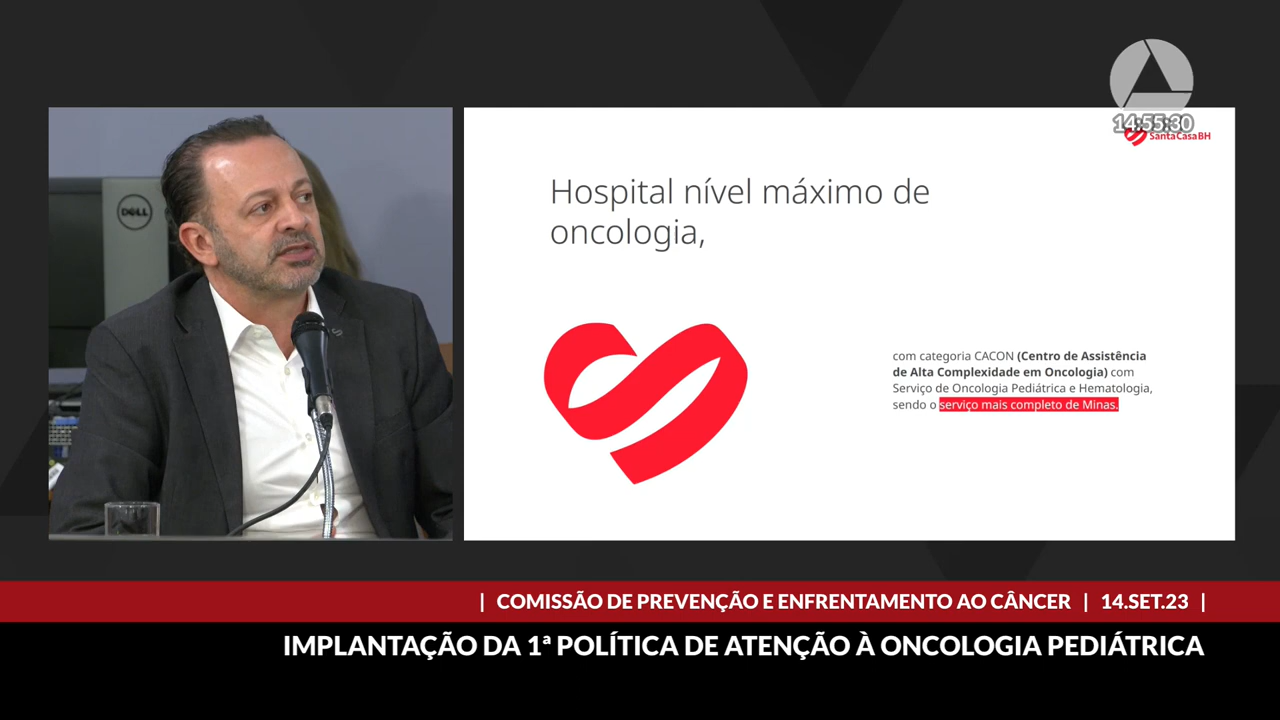 14:55:30
SantaCasaBH
DELL
Hospital nível máximo de
oncologia,
com categoria CACON (Centro de Assistência
de Alta Complexidade em Oncologia) com
Serviço de Oncologia Pediátrica e Hematologia,
sendo o serviço mais completo de Minas.
| COMISSÃO DE PREVENÇÃO E ENFRENTAMENTO AO CÂNCER | 14.SET.23 |
IMPLANTAÇÃO DA 1ª POLÍTICA DE ATENÇÃO À ONCOLOGIA PEDIÁTRICA